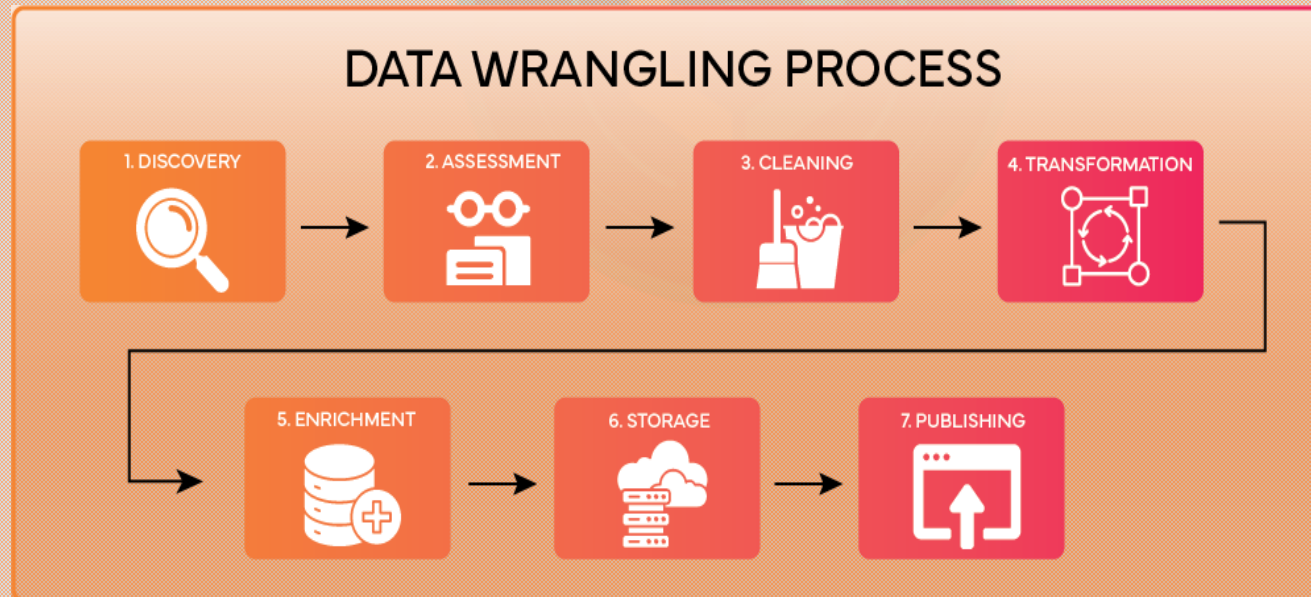 DATA WRANGLING PROCESS
1. DISCOVERY
2. ASSESSMENT
3. CLEANING
4. TRANSFORMATION
5. ENRICHMENT
6. STORAGE
7. PUBLISHING